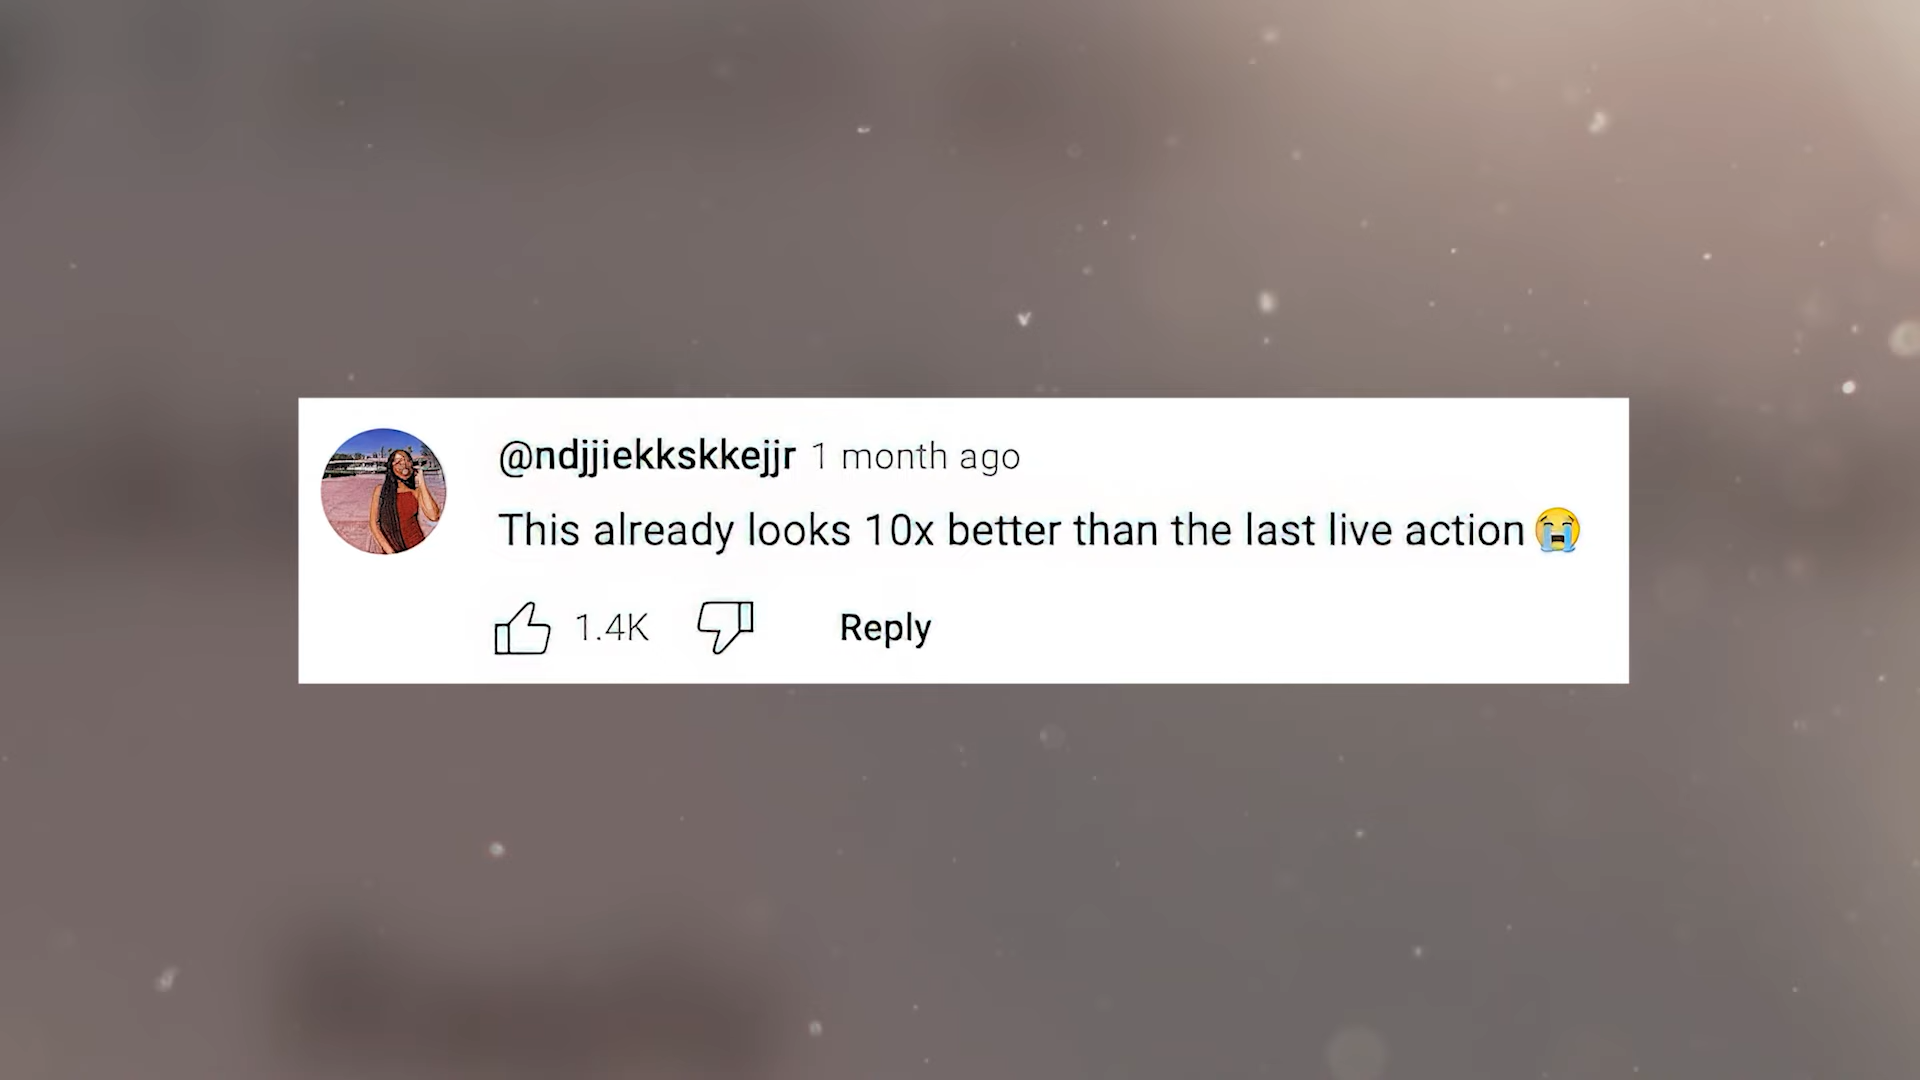 @ndjjiekkskkejjr 1 month ago
This already looks 10x better than the last live action😭
1.4K Reply